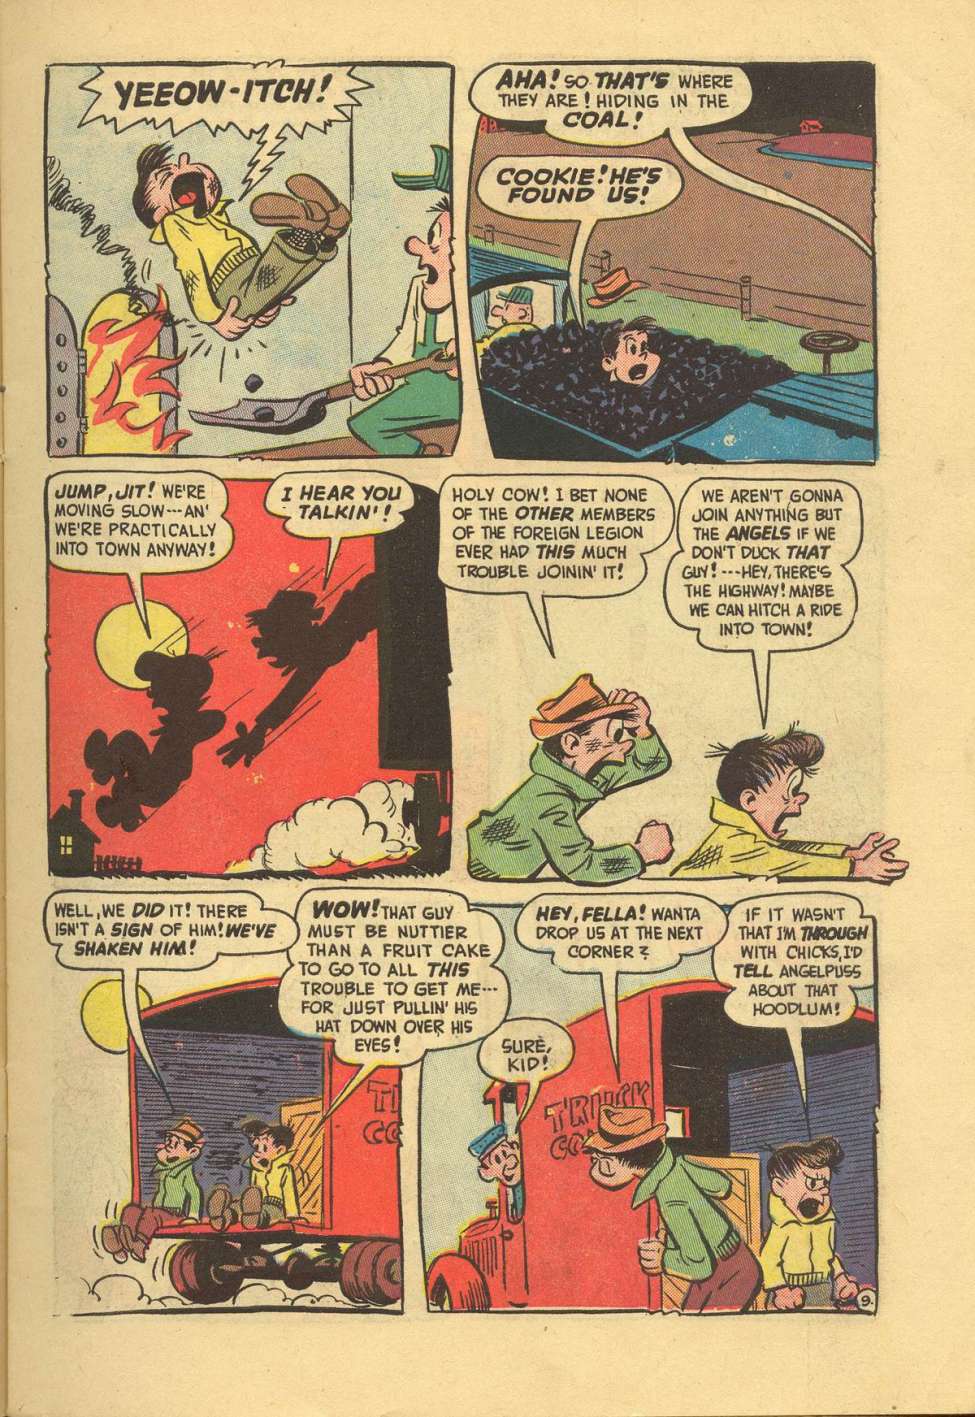 YEEEOW-ITCH!
AHA! SO THAT'S WHERE
THEY ARE! HIDING IN THE
COAL!
COOKIE! HE'S
FOUND US!
JUMP, JIT! WE'RE
MOVING SLOW---AN'
WE'RE PRACTICALLY
INTO TOWN ANYWAY!
I HEAR YOU
TALKIN'!
HOLY COW! I BET NONE
OF THE OTHER MEMBERS
OF THE FOREIGN LEGION
EVER HAD THIS MUCH
TROUBLE JOININ' IT!
WE AREN'T GONNA
JOIN ANYTHING BUT
THE ANGELS IF WE
DON'T DUCK THAT
GUY!---HEY, THERE'S
THE HIGHWAY! MAYBE
WE CAN HITCH A RIDE
INTO TOWN!
WELL, WE DID IT! THERE
ISN'T A SIGN OF HIM! WE'VE
SHAKEN HIM!
WOW! THAT GUY
MUST BE NUTTIER
THAN A FRUIT CAKE
TO GO TO ALL THIS
TROUBLE TO GET ME---
FOR JUST PULLIN' HIS
HAT DOWN OVER HIS
EYES!
T
CO
HEY, FELLA! WANTA
DROP US AT THE NEXT
CORNER?
SURE,
KID!
IF IT WASN'T
THAT I'M THROUGH
WITH CHICKS, I'D
TELL ANGELPUSS
ABOUT THAT
HOODLUM!
TRUCK
CO
9.